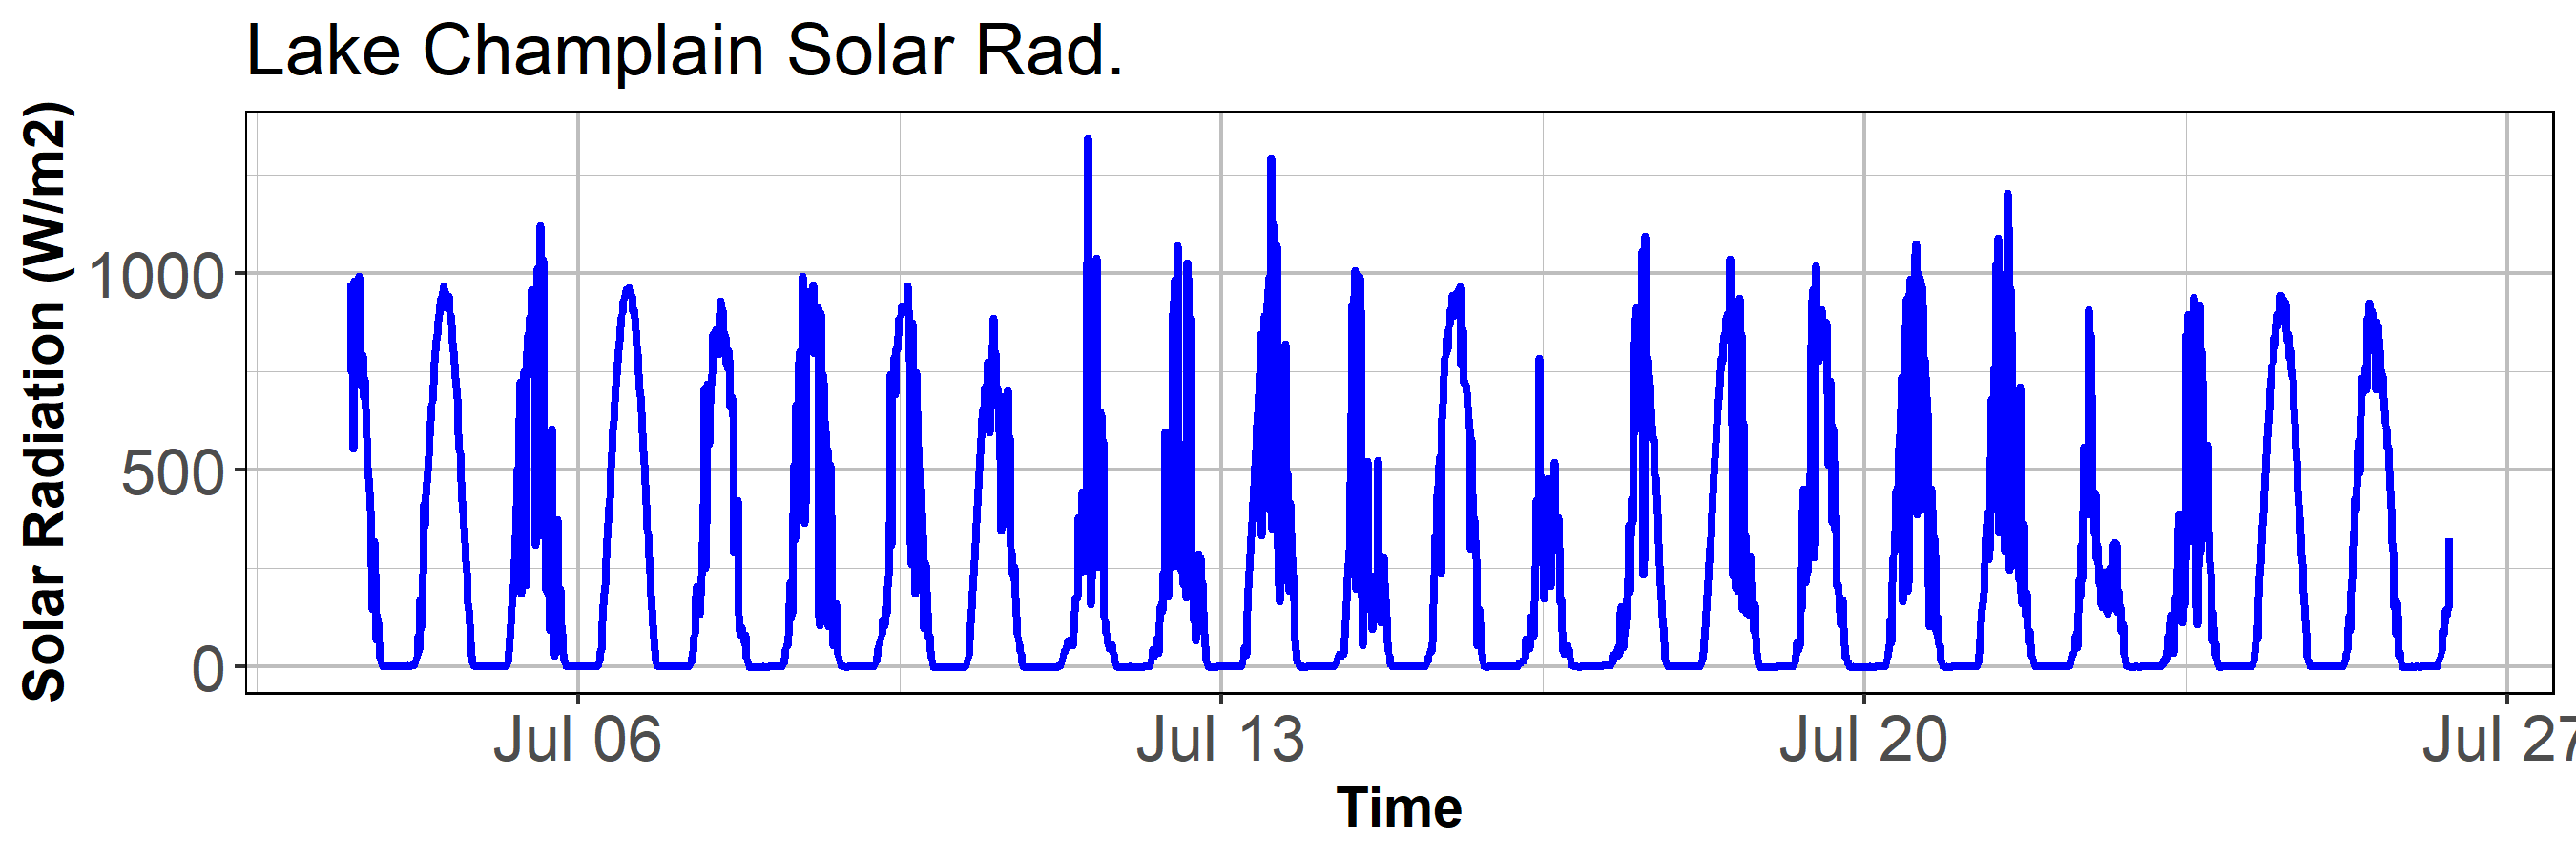 Lake Champlain Solar Rad.
Solar Radiation (W/m2)
1000
500
0
Jul 06 Jul 13 Jul 20 Jul 27
Time